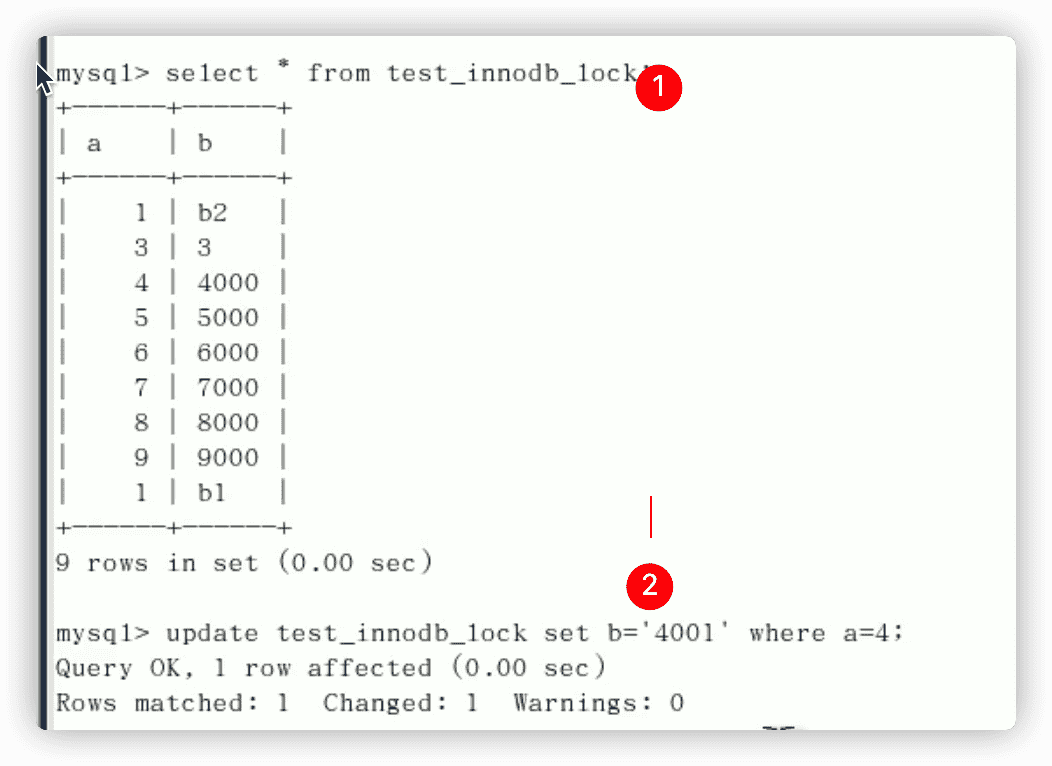 mysql> select * from test_innodb_lock;
1
+------+------+
| a    | b    |
+------+------+
|    1 | b2   |
|    3 | 3    |
|    4 | 4000 |
|    5 | 5000 |
|    6 | 6000 |
|    7 | 7000 |
|    8 | 8000 |
|    9 | 9000 |
|    1 | b1   |
+------+------+
9 rows in set (0.00 sec)
2
mysql> update test_innodb_lock set b='4001' where a=4;
Query OK, 1 row affected (0.00 sec)
Rows matched: 1  Changed: 1  Warnings: 0